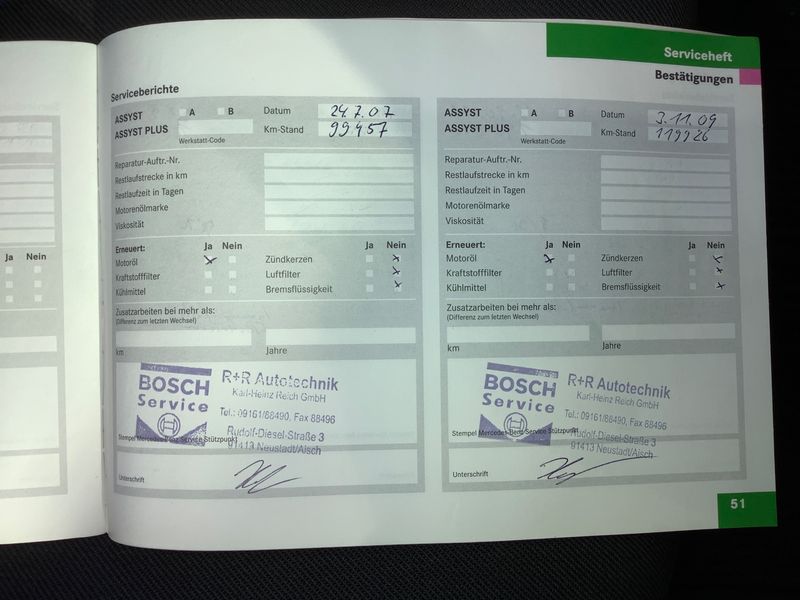 Serviceheft
Bestätigungen
Serviceberichte
ASSYST A B Datum 24.7.07
ASSYST PLUS Km-Stand 99457
Werkstatt-Code
Reparatur-Auftr.-Nr.
Restlaufstrecke in km
Restlaufzeit in Tagen
Motorenölmarke
Viskosität
Erneuert: Ja Nein Ja Nein
Motoröl x Zündkerzen x
Kraftstofffilter Luftfilter x
Kühlmittel Bremsflüssigkeit x
Zusatzarbeiten bei mehr als:
(Differenz zum letzten Wechsel)
km Jahre
BOSCH
Service
R+R Autotechnik
Karl-Heinz Reich GmbH
Tel.: 09161/88490, Fax 88496
Rudolf-Diesel-Straße 3
91413 Neustadt/Aisch
Stempel Mercedes-Benz Service Stützpunkt
Unterschrift
ASSYST A B Datum 3.11.09
ASSYST PLUS Km-Stand 119926
Werkstatt-Code
Reparatur-Auftr.-Nr.
Restlaufstrecke in km
Restlaufzeit in Tagen
Motorenölmarke
Viskosität
Erneuert: Ja Nein Ja Nein
Motoröl x Zündkerzen x
Kraftstofffilter Luftfilter x
Kühlmittel Bremsflüssigkeit x
Zusatzarbeiten bei mehr als:
(Differenz zum letzten Wechsel)
km Jahre
BOSCH
Service
R+R Autotechnik
Karl-Heinz Reich GmbH
Tel.: 09161/88490, Fax 88496
Rudolf-Diesel-Straße 3
91413 Neustadt/Aisch
Stempel Mercedes-Benz Service Stützpunkt
Unterschrift
51
Ja Nein